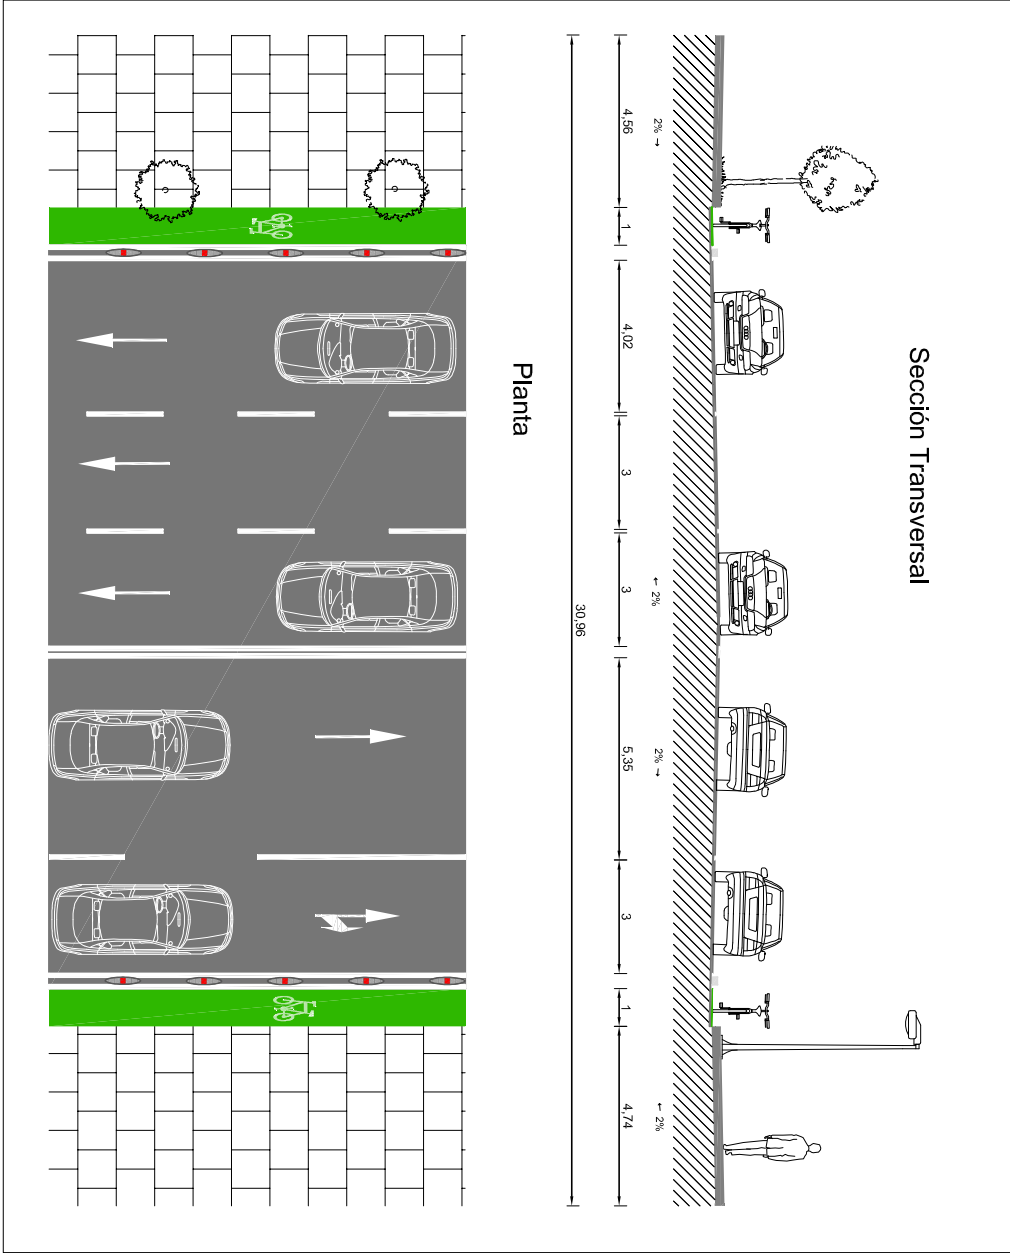 Sección Transversal
2% → ← 2% 2% → ← 2%
4,56 1 4,02 3 3 5,35 3 1 4,74
30,96
Planta